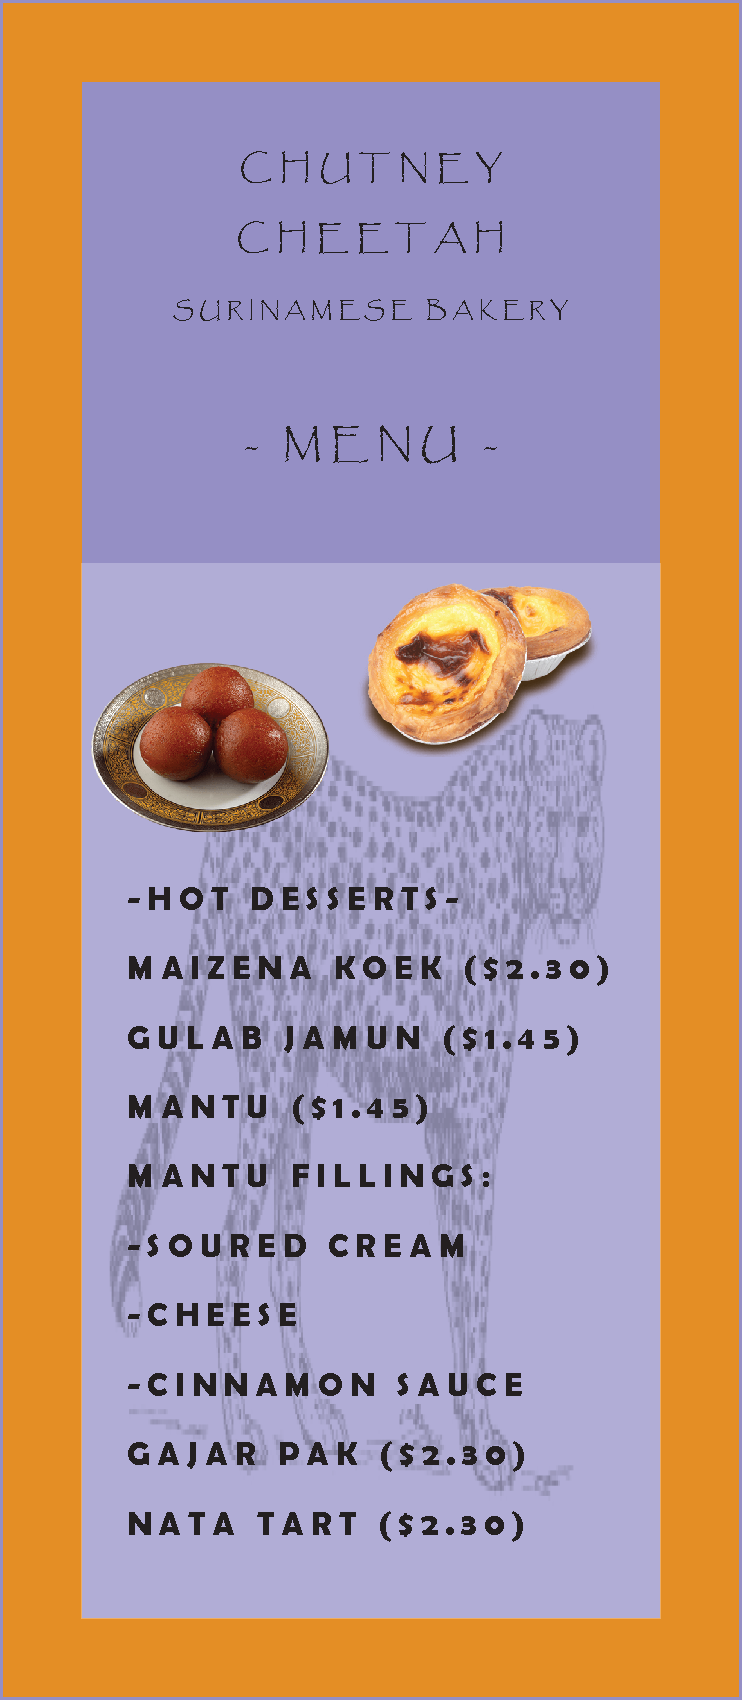 CHUTNEY
CHEETAH
SURINAMESE BAKERY
- MENU -
-HOT DESSERTS-
MAIZENA KOEK ($2.30)
GULAB JAMUN ($1.45)
MANTU ($1.45)
MANTU FILLINGS:
-SOURED CREAM
-CHEESE
-CINNAMON SAUCE
GAJAR PAK ($2.30)
NATA TART ($2.30)